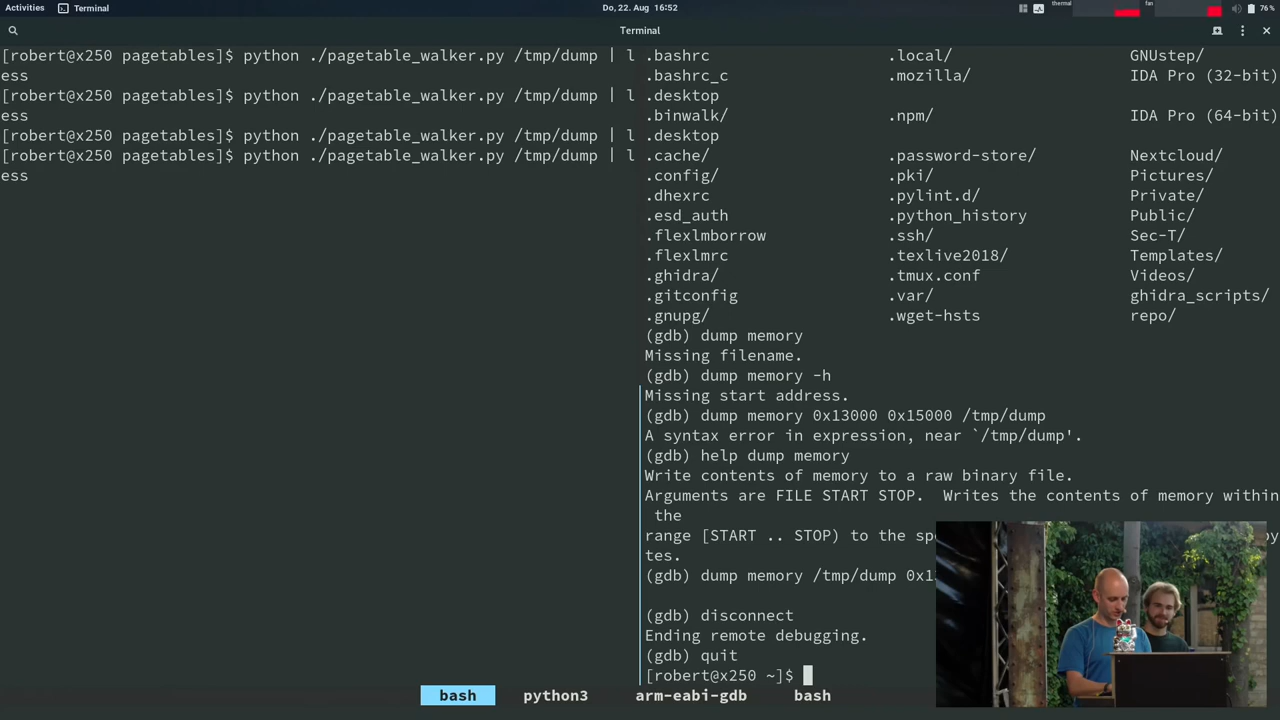 Activities Terminal Do, 22. Aug 16:52 thermal fan 76 %
Terminal
[robert@x250 pagetables]$ python ./pagetable_walker.py /tmp/dump | l
ess
[robert@x250 pagetables]$ python ./pagetable_walker.py /tmp/dump | l
ess
[robert@x250 pagetables]$ python ./pagetable_walker.py /tmp/dump | l
[robert@x250 pagetables]$ python ./pagetable_walker.py /tmp/dump | l
ess
.bashrc .local/ GNUstep/
.bashrc_c .mozilla/ IDA Pro (32-bit)
.desktop
.binwalk/ .npm/ IDA Pro (64-bit)
.desktop
.cache/ .password-store/ Nextcloud/
.config/ .pki/ Pictures/
.dhexrc .pylint.d/ Private/
.esd_auth .python_history Public/
.flexlmborrow .ssh/ Sec-T/
.flexlmrc .texlive2018/ Templates/
.ghidra/ .tmux.conf Videos/
.gitconfig .var/ ghidra_scripts/
.gnupg/ .wget-hsts repo/
(gdb) dump memory
Missing filename.
(gdb) dump memory -h
Missing start address.
(gdb) dump memory 0x13000 0x15000 /tmp/dump
A syntax error in expression, near `/tmp/dump'.
(gdb) help dump memory
Write contents of memory to a raw binary file.
Arguments are FILE START STOP.  Writes the contents of memory within
the
range [START .. STOP) to the by
tes.
(gdb) dump memory /tmp/dump
(gdb) disconnect
Ending remote debugging.
(gdb) quit
[robert@x250 ~]$
bash python3 arm-eabi-gdb bash